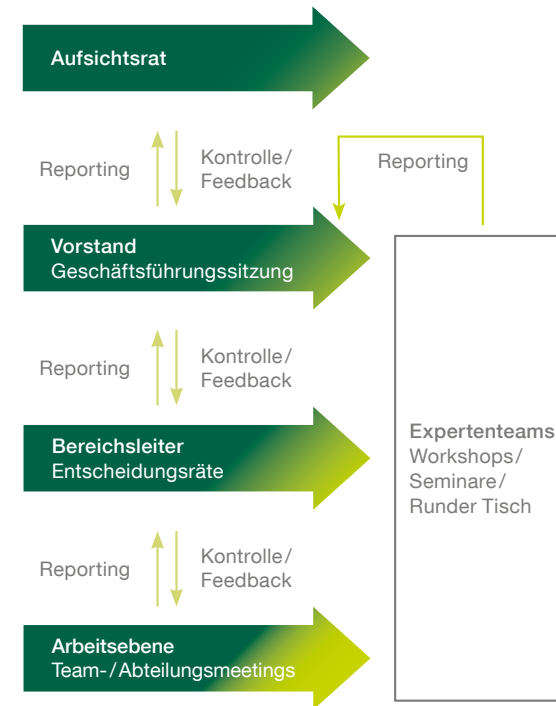 Aufsichtsrat
Reporting
Kontrolle/
Feedback
Reporting
Vorstand
Geschäftsführungssitzung
Reporting
Kontrolle/
Feedback
Bereichsleiter
Entscheidungsräte
Expertenteams
Workshops/
Seminare/
Runder Tisch
Reporting
Kontrolle/
Feedback
Arbeitsebene
Team-/Abteilungsmeetings